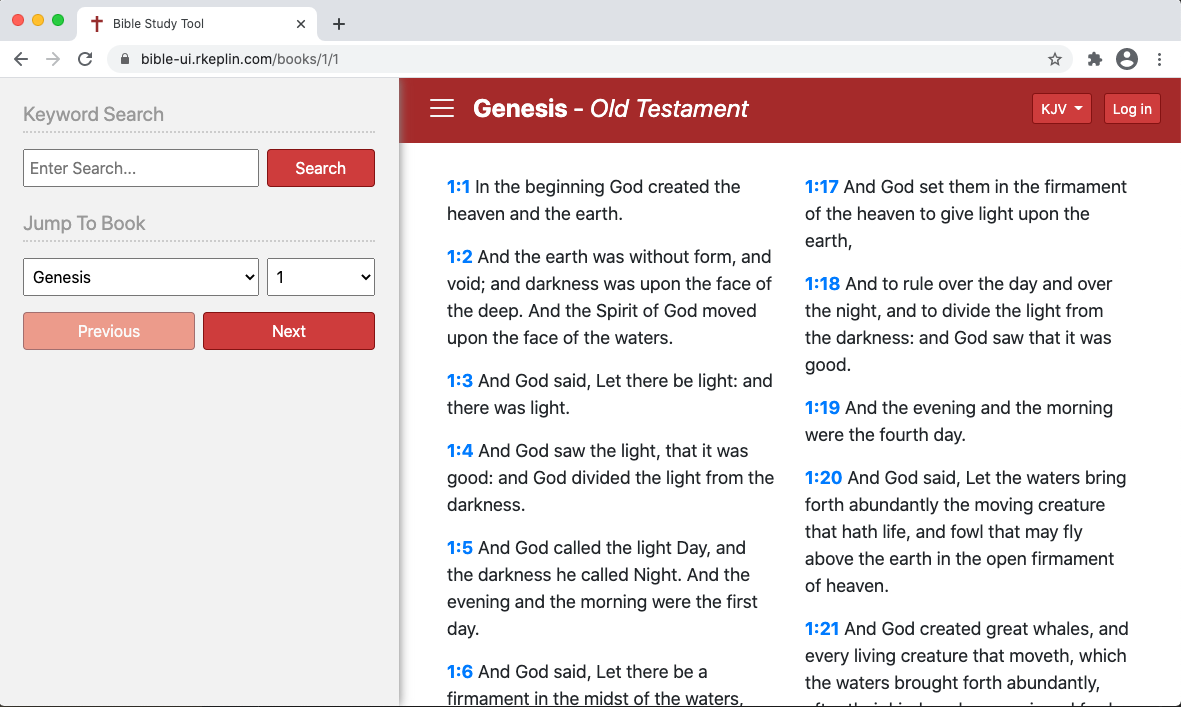 Bible Study Tool
bible-ui.rkeplin.com/books/1/1
Keyword Search
Enter Search...
Search
Jump To Book
Genesis
1
Previous
Next
Genesis - Old Testament
KJV
Log in
1:1 In the beginning God created the
heaven and the earth.
1:2 And the earth was without form, and
void; and darkness was upon the face of
the deep. And the Spirit of God moved
upon the face of the waters.
1:3 And God said, Let there be light: and
there was light.
1:4 And God saw the light, that it was
good: and God divided the light from the
darkness.
1:5 And God called the light Day, and
the darkness he called Night. And the
evening and the morning were the first
day.
1:6 And God said, Let there be a
firmament in the midst of the waters,
1:17 And God set them in the firmament
of the heaven to give light upon the
earth,
1:18 And to rule over the day and over
the night, and to divide the light from
the darkness: and God saw that it was
good.
1:19 And the evening and the morning
were the fourth day.
1:20 And God said, Let the waters bring
forth abundantly the moving creature
that hath life, and fowl that may fly
above the earth in the open firmament
of heaven.
1:21 And God created great whales, and
every living creature that moveth, which
the waters brought forth abundantly,